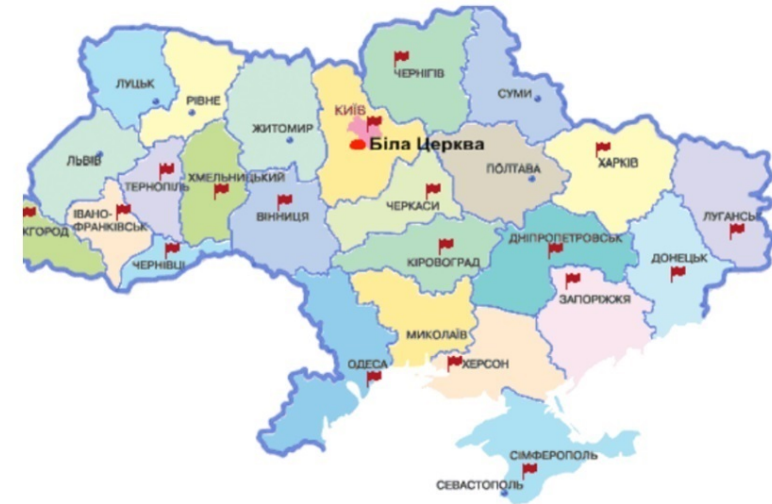 ЧЕРНІГІВ
ЛУЦЬК
РІВНЕ
СУМИ
КИЇВ
ЖИТОМИР
Біла Церква
ЛЬВІВ
ПОЛТАВА
ХАРКІВ
ТЕРНОПІЛЬ
ХМЕЛЬНИЦЬКИЙ
ЧЕРКАСИ
ВІННИЦЯ
ІВАНО-
ФРАНКІВСЬК
ЛУГАНСЬК
ЖГОРОД
ДНІПРОПЕТРОВСЬК
ДОНЕЦЬК
ЧЕРНІВЦІ
КІРОВОГРАД
ЗАПОРІЖЖЯ
МИКОЛАЇВ
ОДЕСА
ХЕРСОН
СІМФЕРОПОЛЬ
СЕВАСТОПОЛЬ